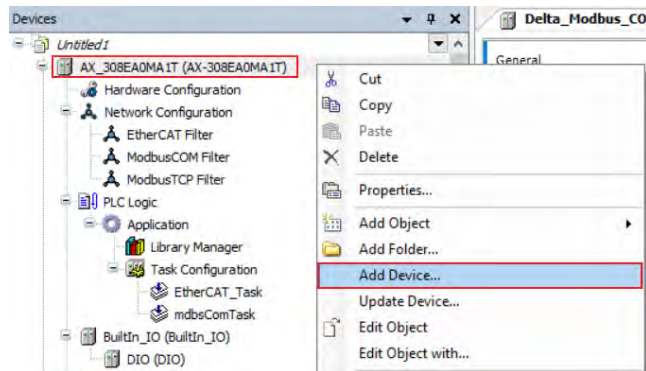 Devices
Delta_Modbus_CO
Untitled1
General
AX_308EA0MA1T (AX-308EA0MA1T)
Hardware Configuration
Network Configuration
EtherCAT Filter
ModbusCOM Filter
ModbusTCP Filter
PLC Logic
Application
Library Manager
Task Configuration
EtherCAT_Task
mdbsComTask
BuiltIn_IO (BuiltIn_IO)
DIO (DIO)
Cut
Copy
Paste
Delete
Properties...
Add Object
Add Folder...
Add Device...
Update Device...
Edit Object
Edit Object with...